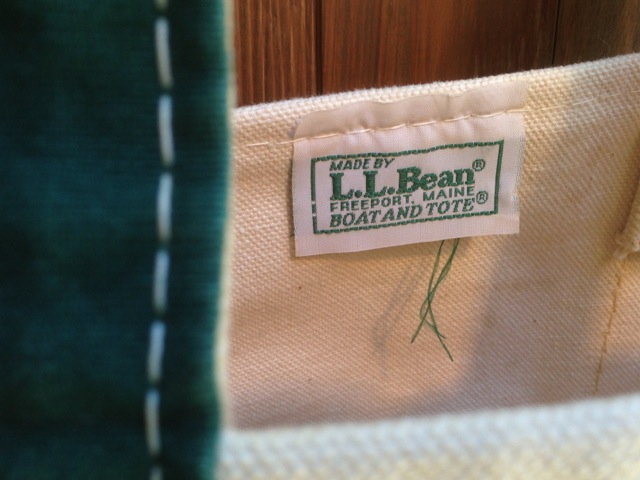 MADE BY
L.L.Bean®
FREEPORT, MAINE
BOAT AND TOTE®